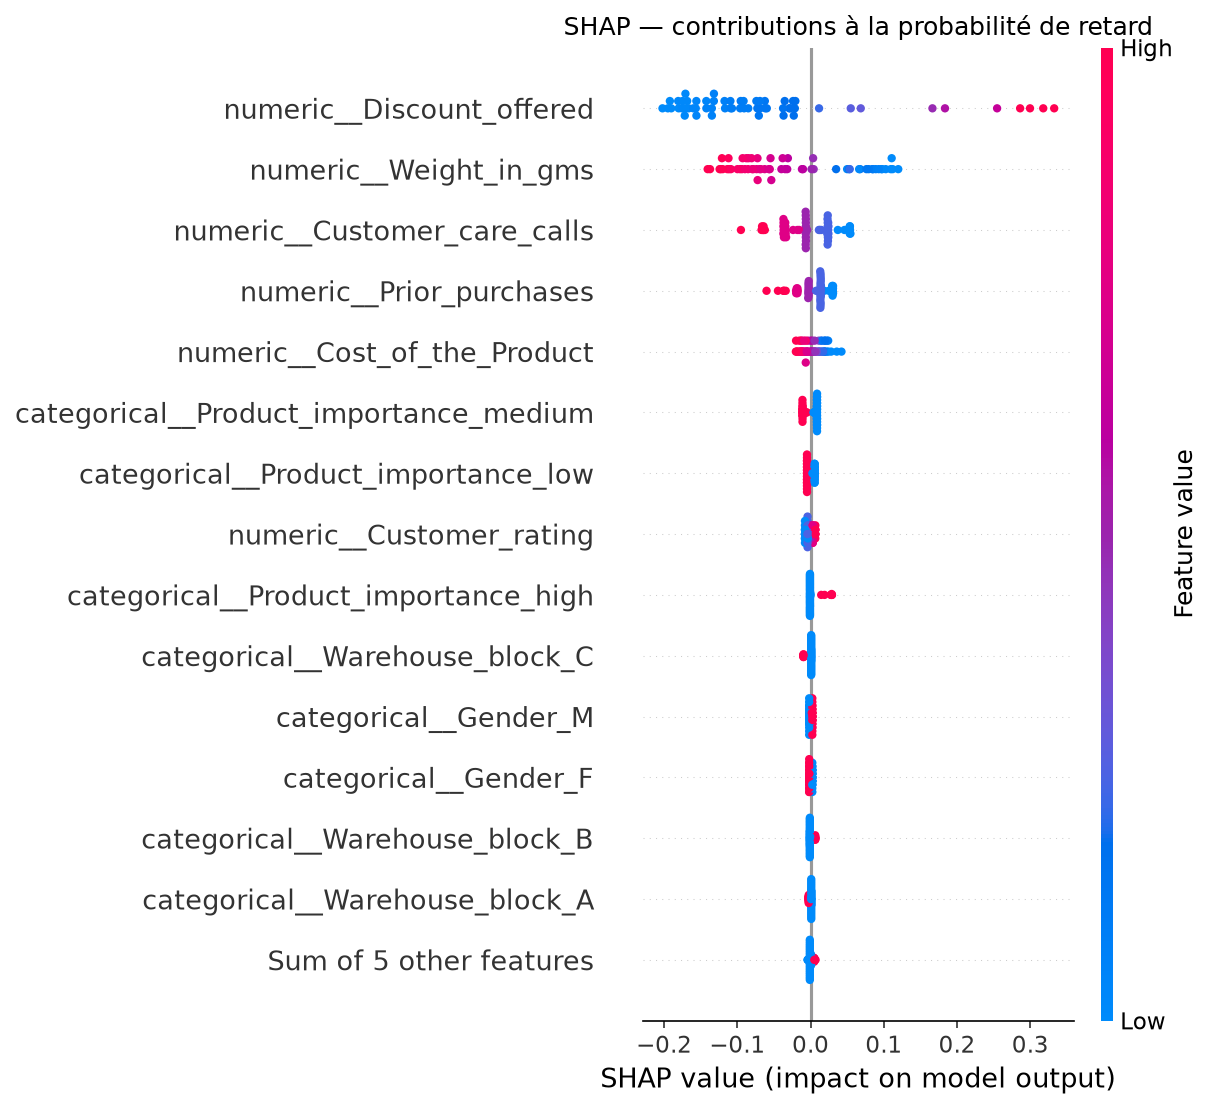 SHAP — contributions à la probabilité de retard
High
numeric__Discount_offered
numeric__Weight_in_gms
numeric__Customer_care_calls
numeric__Prior_purchases
numeric__Cost_of_the_Product
categorical__Product_importance_medium
categorical__Product_importance_low
numeric__Customer_rating
categorical__Product_importance_high
categorical__Warehouse_block_C
categorical__Gender_M
categorical__Gender_F
categorical__Warehouse_block_B
categorical__Warehouse_block_A
Sum of 5 other features
Feature value
Low
−0.2 −0.1 0.0 0.1 0.2 0.3
SHAP value (impact on model output)